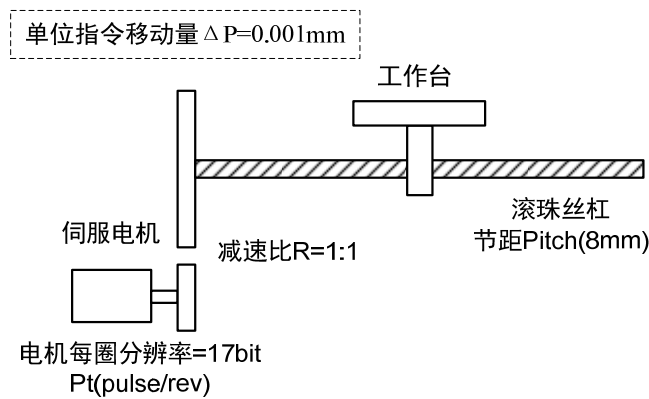 单位指令移动量ΔP=0.001mm
工作台
伺服电机
减速比R=1:1
滚珠丝杠
节距Pitch(8mm)
电机每圈分辨率=17bit
Pt(pulse/rev)